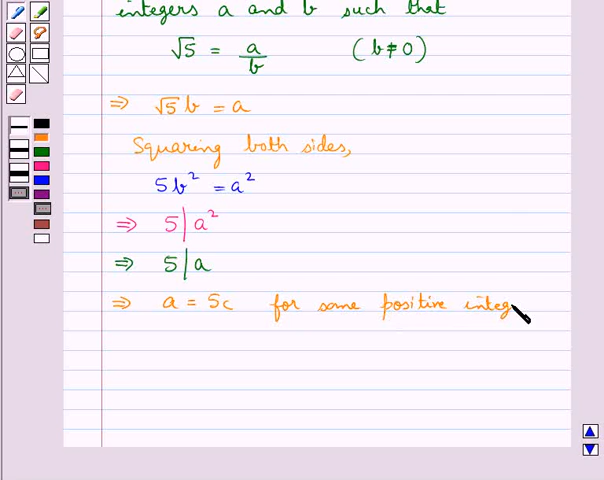 integers a and b such that
√5 = a/b (b≠0)
⇒ √5 b = a
Squaring both sides,
5b² = a²
⇒ 5|a²
⇒ 5|a
⇒ a = 5c for some positive integ